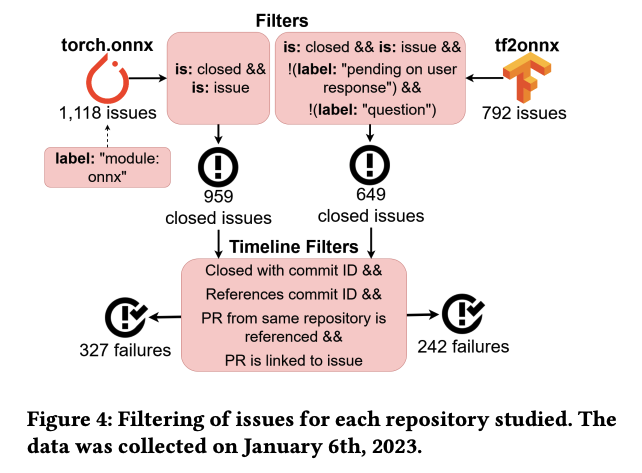 Filters
torch.onnx
is: closed &&
is: issue
1,118 issues
label: "module:
onnx"
is: closed && is: issue &&
!(label: "pending on user
response") &&
!(label: "question")
tf2onnx
792 issues
959
closed issues
649
closed issues
Timeline Filters
Closed with commit ID &&
References commit ID &&
PR from same repository is
referenced &&
PR is linked to issue
327 failures
242 failures
Figure 4: Filtering of issues for each repository studied. The
data was collected on January 6th, 2023.